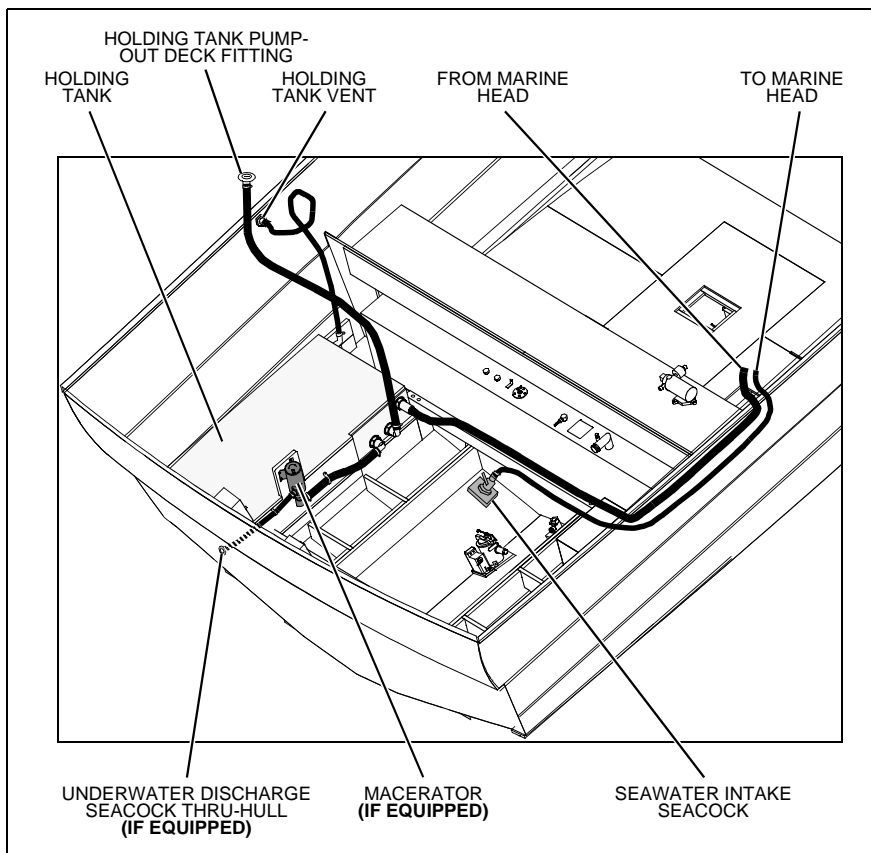 HOLDING TANK PUMP-
OUT DECK FITTING
HOLDING
TANK
HOLDING
TANK VENT
FROM MARINE
HEAD
TO MARINE
HEAD
UNDERWATER DISCHARGE
SEACOCK THRU-HULL
(IF EQUIPPED)
MACERATOR
(IF EQUIPPED)
SEAWATER INTAKE
SEACOCK